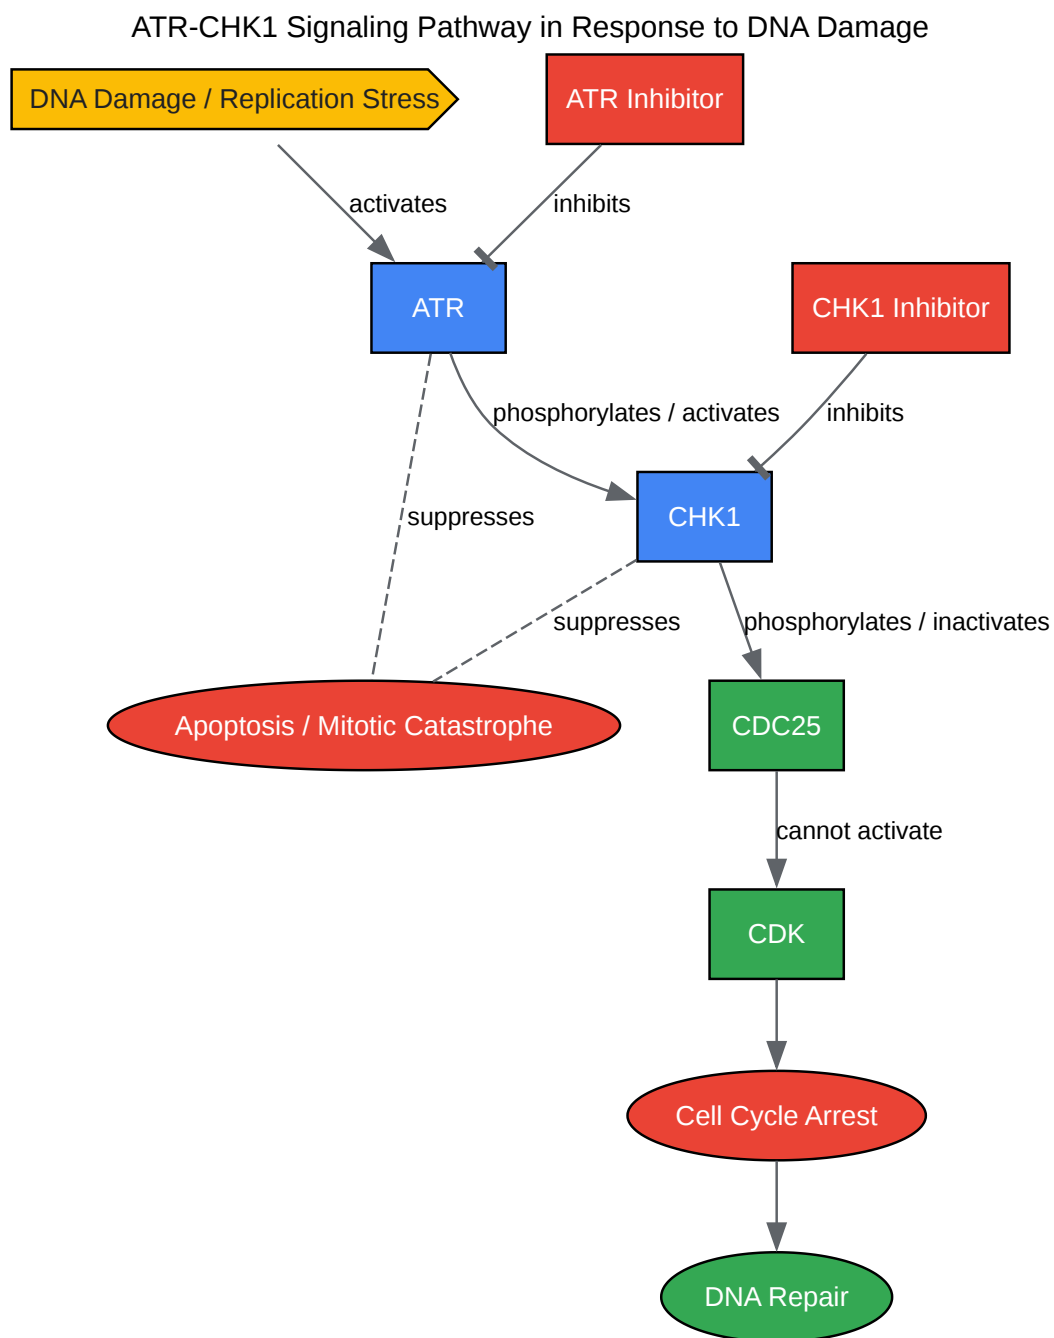 ATR-CHK1 Signaling Pathway in Response to DNA Damage
DNA Damage / Replication Stress
ATR Inhibitor
activates
inhibits
ATR
CHK1 Inhibitor
phosphorylates / activates
inhibits
suppresses
CHK1
suppresses
phosphorylates / inactivates
Apoptosis / Mitotic Catastrophe
CDC25
cannot activate
CDK
Cell Cycle Arrest
DNA Repair